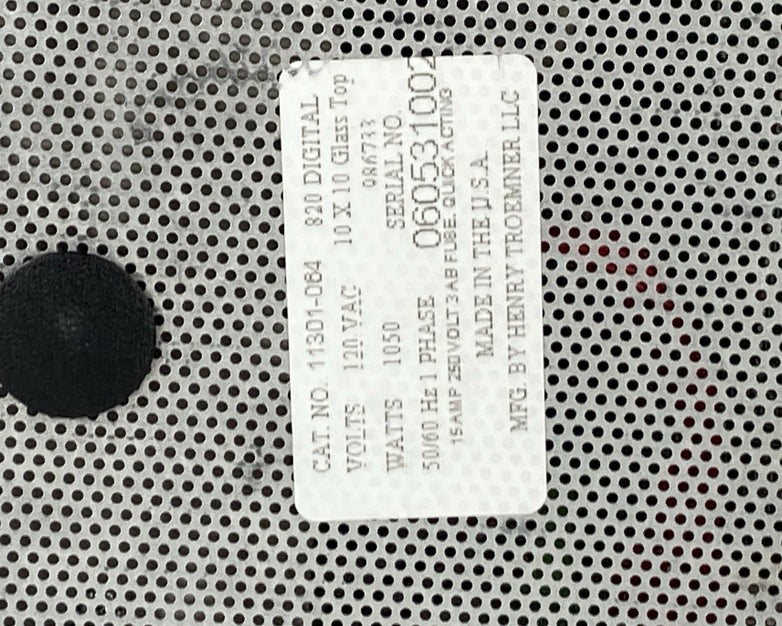 CAT. NO. 11301-064 820 DIGITAL
VOLTS 120 VAC 10 X 10 Glass Top
WATTS 1050 SERIAL NO.
50/60 Hz 1 PHASE 060531002
15AMP 250 VOLT 3AB FUSE. QUICK ACTING
MADE IN THE U.S.A.
MFG. BY HENRY TROEMNER LLC